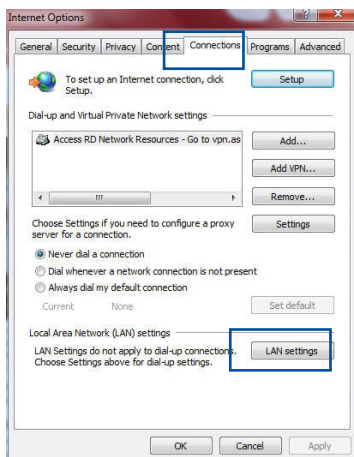 Internet Options
General Security Privacy Content Connections Programs Advanced
To set up an Internet connection, click
Setup.
Setup
Dial-up and Virtual Private Network settings
Access RD Network Resources - Go to vpn.as
Add...
Add VPN...
Remove...
Choose Settings if you need to configure a proxy
server for a connection.
Settings
Never dial a connection
Dial whenever a network connection is not present
Always dial my default connection
Current None
Set default
Local Area Network (LAN) settings
LAN Settings do not apply to dial-up connections.
Choose Settings above for dial-up settings.
LAN settings
OK Cancel Apply